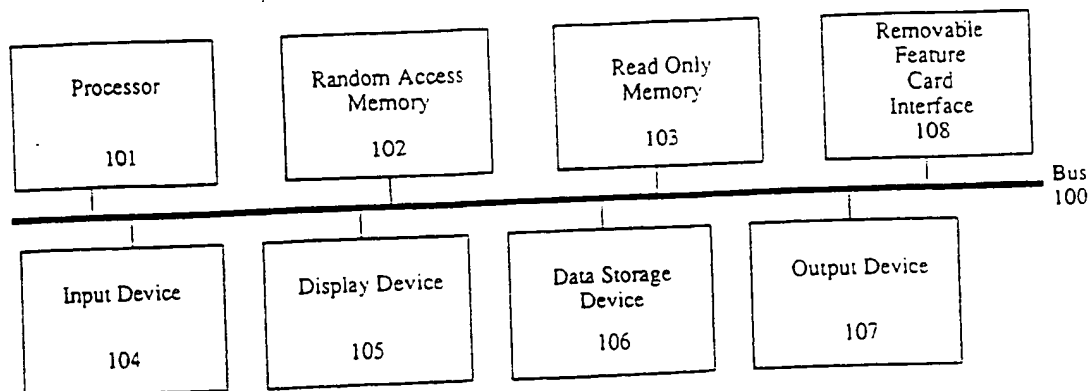 Processor
101
Random Access
Memory
102
Read Only
Memory
103
Removable
Feature
Card
Interface
108
Bus
100
Input Device
104
Display Device
105
Data Storage
Device
106
Output Device
107